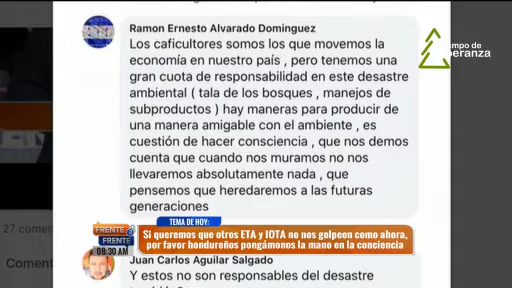 Ramon Ernesto Alvarado Dominguez
Los caficultores somos los que movemos la
economía en nuestro país , pero tenemos una
gran cuota de responsabilidad en este desastre
ambiental ( tala de los bosques , manejos de
subproductos ) hay maneras para producir de
una manera amigable con el ambiente , es
cuestión de hacer consciencia , que nos demos
cuenta que cuando nos muramos no nos
llevaremos absolutamente nada , que
pensemos que heredaremos a las futuras
generaciones
empo de
peranza
27 comen
Comen
TEMA DE HOY:
FRENTE a
FRENTE
08:30 AM
Si queremos que otros ETA y IOTA no nos golpeen como ahora,
por favor hondureños pongámonos la mano en la conciencia
Juan Carlos Aguilar Salgado
Y estos no son responsables del desastre